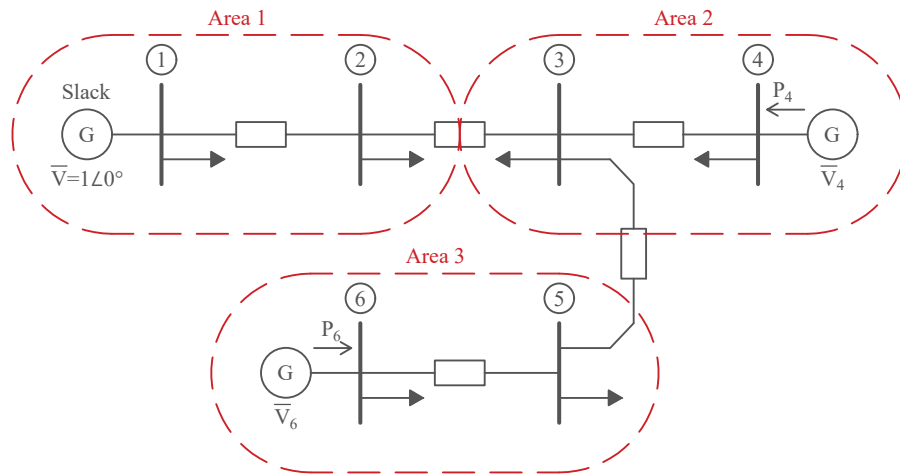 Area 1
Area 2
1
2
3
4
Slack
P4
G
G
V̅=1∠0°
V̅4
Area 3
6
5
P6
G
V̅6